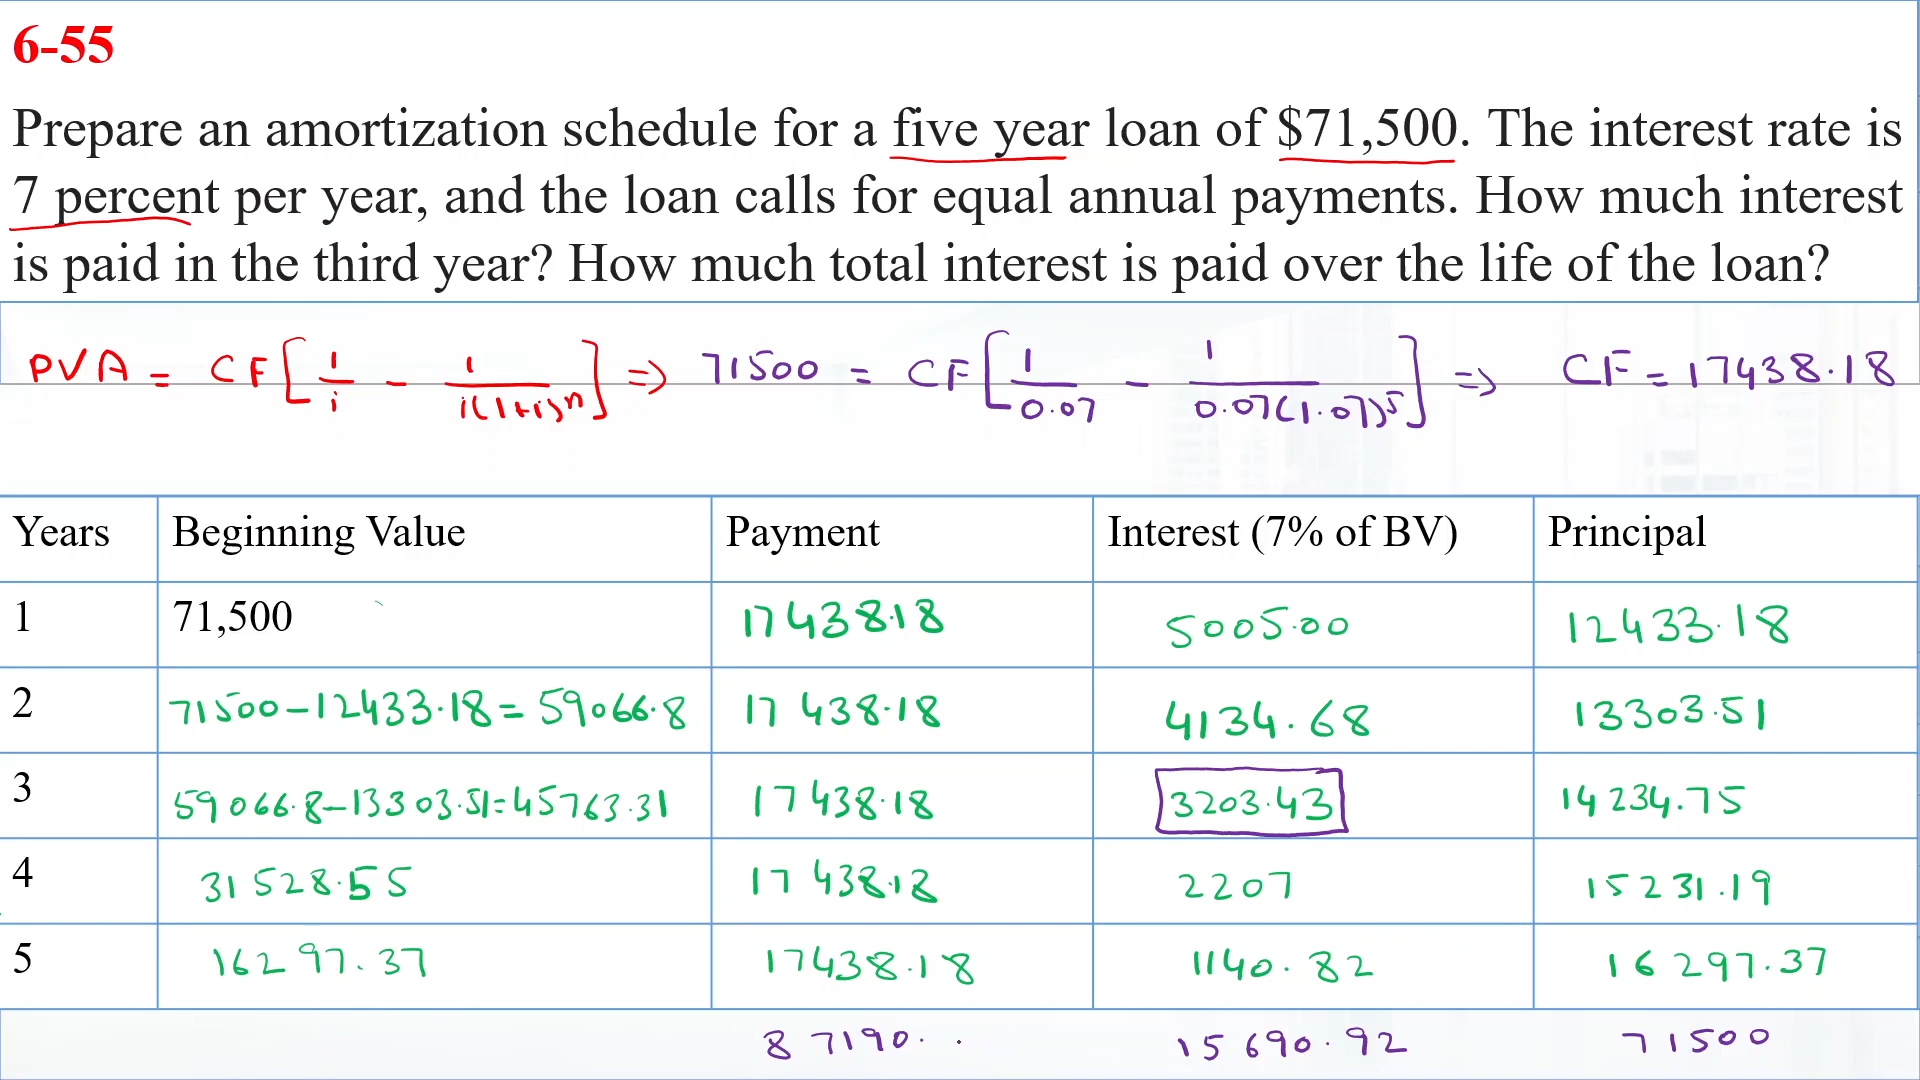 6-55
Prepare an amortization schedule for a five year loan of $71,500. The interest rate is
7 percent per year, and the loan calls for equal annual payments. How much interest
is paid in the third year? How much total interest is paid over the life of the loan?
PVA = CF[1/i - 1/i(1+i)^n] => 71500 = CF[1/0.07 - 1/0.07(1.07)^5] => CF = 17438.18
Years Beginning Value Payment Interest (7% of BV) Principal
1 71,500 17438.18 5005.00 12433.18
2 71500-12433.18=59066.8 17438.18 4134.68 13303.51
3 59066.8-13303.51=45763.31 17438.18 3203.43 14234.75
4 31528.55 17438.18 2207 15231.19
5 16297.37 17438.18 1140.82 16297.37
87190. . 15690.92 71500